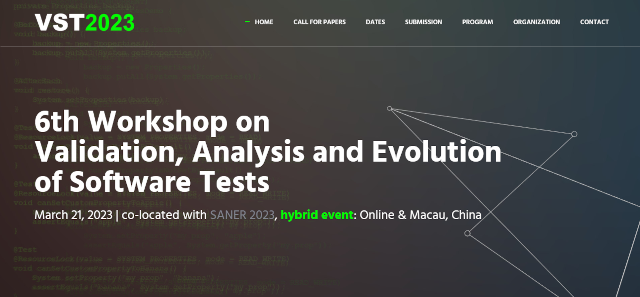 VST2023
HOME CALL FOR PAPERS DATES SUBMISSION PROGRAM ORGANIZATION CONTACT
6th Workshop on
Validation, Analysis and Evolution
of Software Tests
March 21, 2023 | co-located with SANER 2023, hybrid event: Online & Macau, China